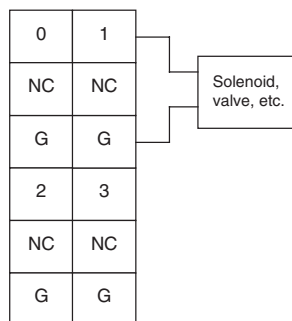 0 1
NC NC
G G
2 3
NC NC
G G
Solenoid,
valve, etc.